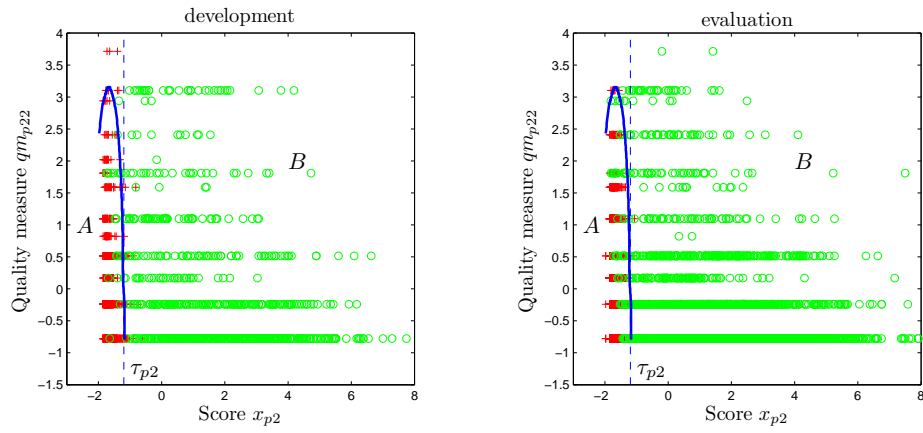 development
Quality measure qm_{p22}
4
3.5
3
2.5
2
1.5
1
0.5
0
−0.5
−1
−1.5
A
B
τ_{p2}
−2 0 2 4 6 8
Score x_{p2}
evaluation
Quality measure qm_{p22}
4
3.5
3
2.5
2
1.5
1
0.5
0
−0.5
−1
−1.5
A
B
τ_{p2}
−2 0 2 4 6 8
Score x_{p2}